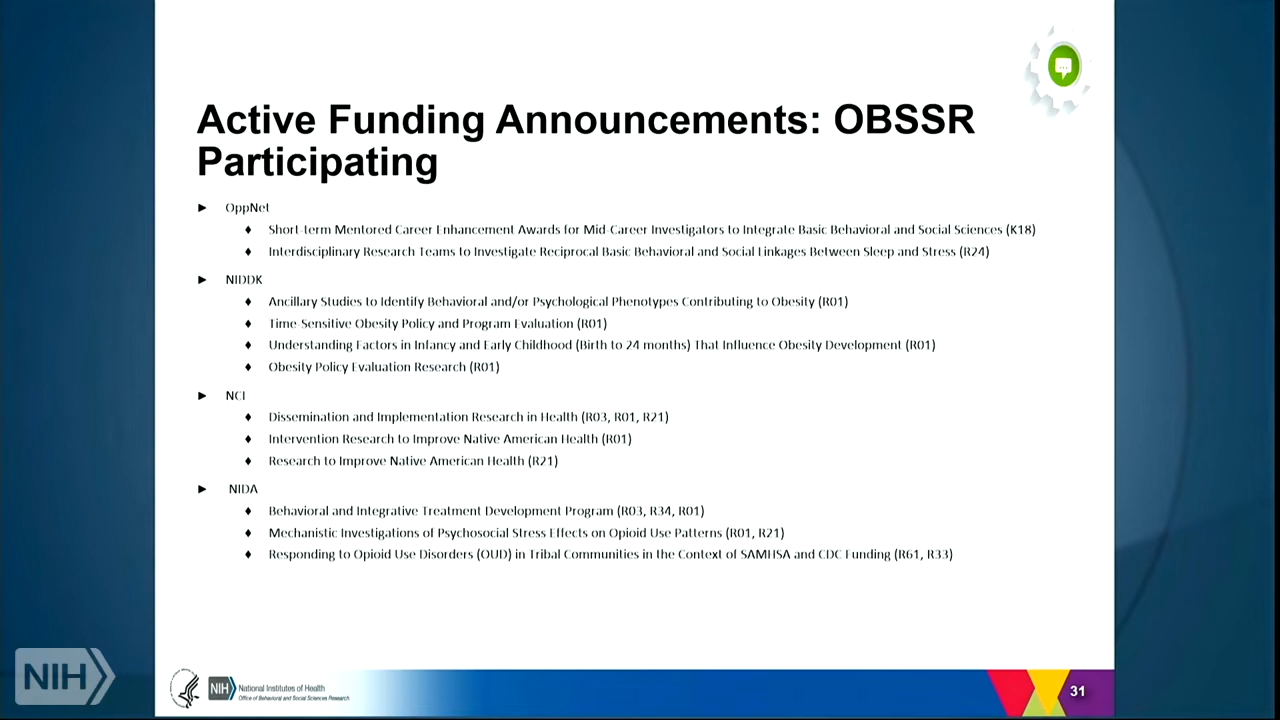 Active Funding Announcements: OBSSR
Participating
► OppNet
♦ Short-term Mentored Career Enhancement Awards for Mid-Career Investigators to Integrate Basic Behavioral and Social Sciences (K18)
♦ Interdisciplinary Research Teams to Investigate Reciprocal Basic Behavioral and Social Linkages Between Sleep and Stress (R24)
► NIDDK
♦ Ancillary Studies to Identify Behavioral and/or Psychological Phenotypes Contributing to Obesity (R01)
♦ Time-Sensitive Obesity Policy and Program Evaluation (R01)
♦ Understanding Factors in Infancy and Early Childhood (Birth to 24 months) That Influence Obesity Development (R01)
♦ Obesity Policy Evaluation Research (R01)
► NCI
♦ Dissemination and Implementation Research in Health (R03, R01, R21)
♦ Intervention Research to Improve Native American Health (R01)
♦ Research to Improve Native American Health (R21)
► NIDA
♦ Behavioral and Integrative Treatment Development Program (R03, R34, R01)
♦ Mechanistic Investigations of Psychosocial Stress Effects on Opioid Use Patterns (R01, R21)
♦ Responding to Opioid Use Disorders (OUD) in Tribal Communities in the Context of SAMHSA and CDC Funding (R61, R33)
NIH
NIH National Institutes of Health
Office of Behavioral and Social Sciences Research
31